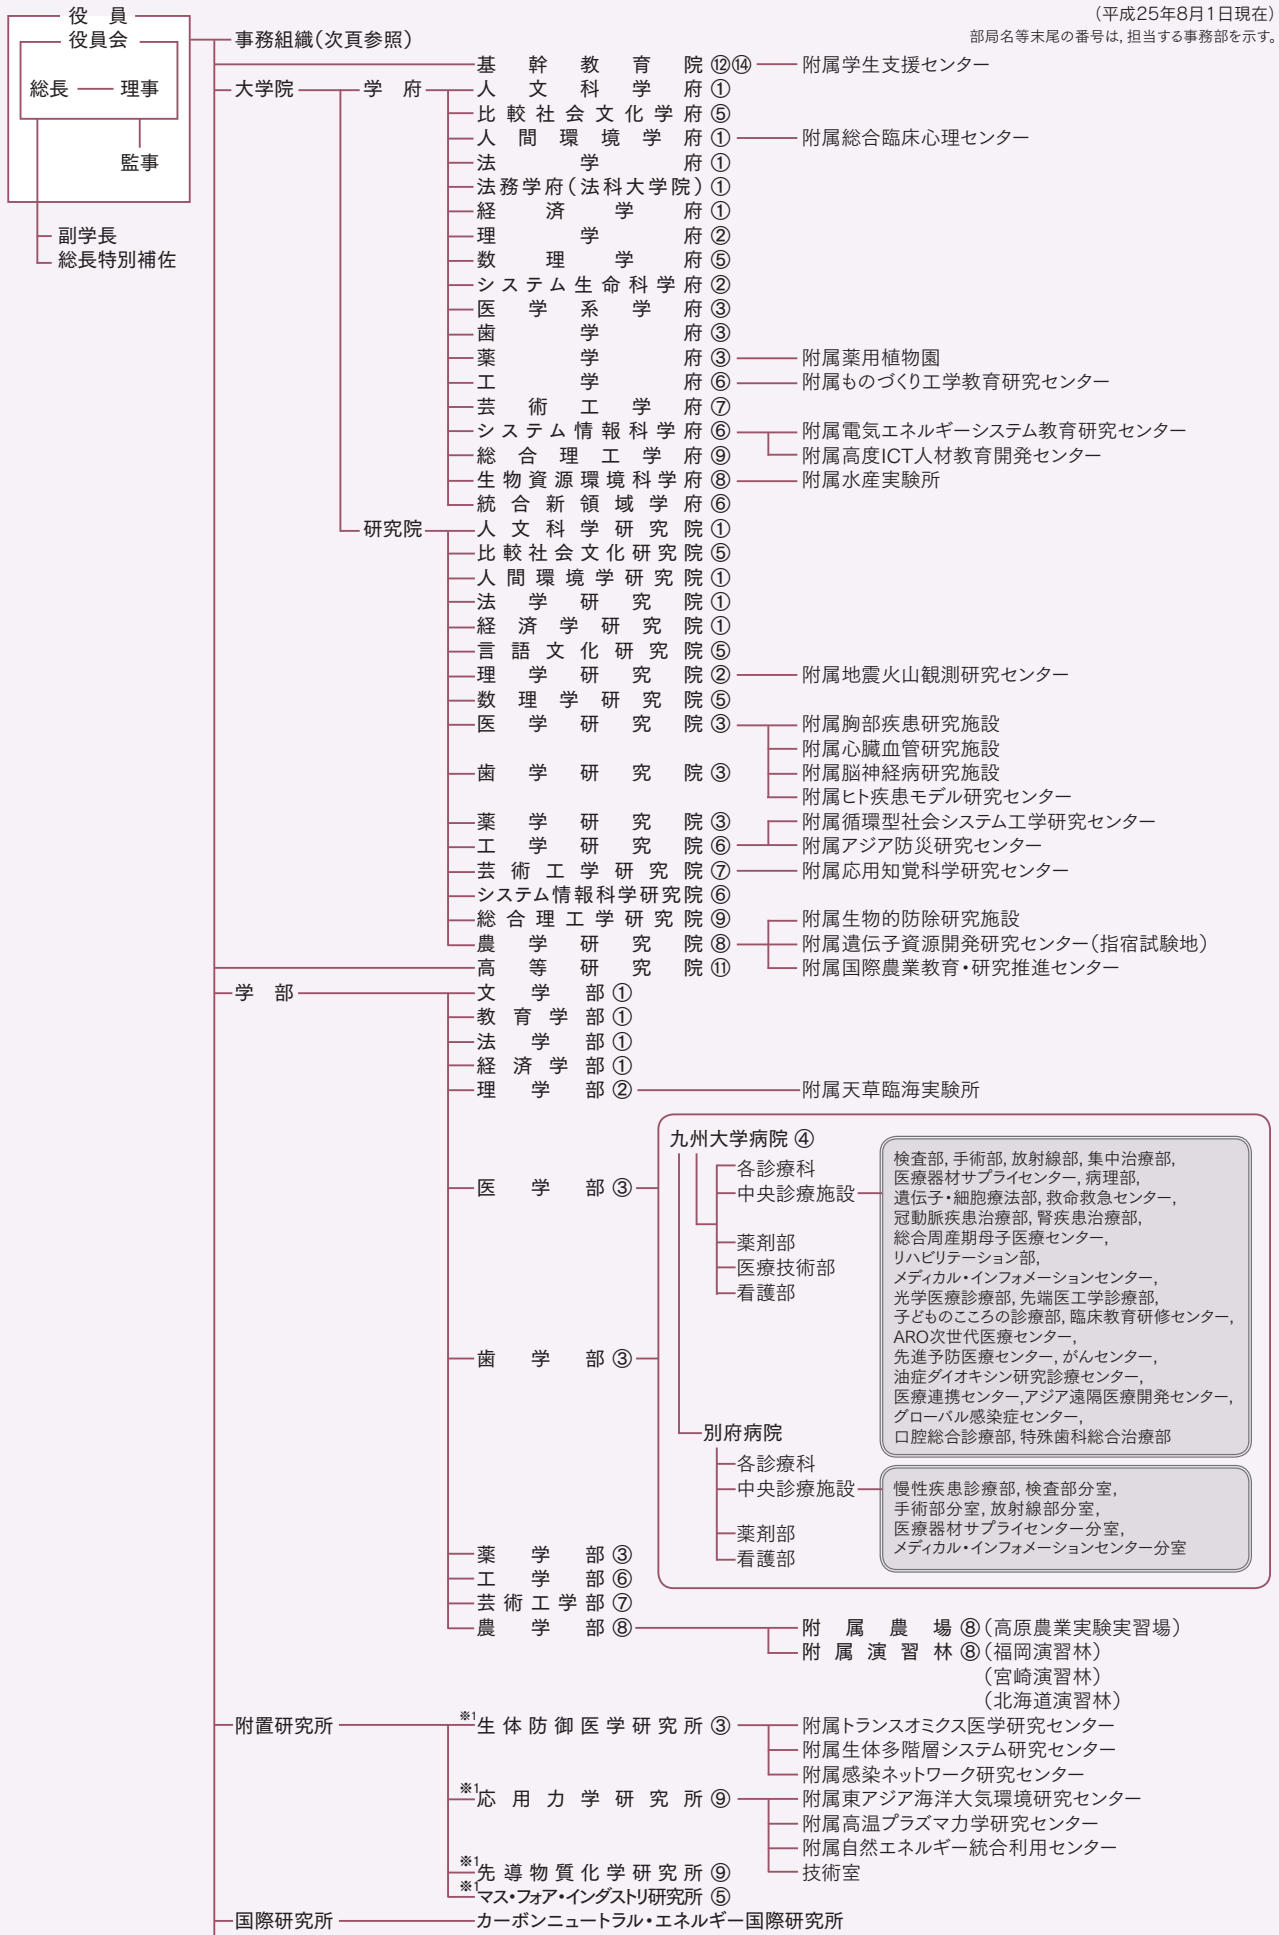 (平成25年8月1日現在)
部局名等末尾の番号は,担当する事務部を示す。
役 員
役員会
総長 理事
監事
副学長
総長特別補佐
事務組織(次頁参照)
基幹教育院⑫⑭ 附属学生支援センター
大学院 学 府 人文科学府①
比較社会文化学府⑤
人間環境学府① 附属総合臨床心理センター
法学府①
法務学府(法科大学院)①
経済学府①
理学府②
数理学府⑤
システム生命科学府②
医学系学府③
歯学府③
薬学府③ 附属薬用植物園
工学府⑥ 附属ものづくり工学教育研究センター
芸術工学府⑦
システム情報科学府⑥ 附属電気エネルギーシステム教育研究センター
総合理工学府⑨ 附属高度ICT人材教育開発センター
生物資源環境科学府⑧ 附属水産実験所
統合新領域学府⑥
研究院 人文科学研究院①
比較社会文化研究院⑤
人間環境学研究院①
法学研究院①
経済学研究院①
言語文化研究院⑤
理学研究院② 附属地震火山観測研究センター
数理学研究院⑤
医学研究院③ 附属胸部疾患研究施設
附属心臓血管研究施設
歯学研究院③ 附属脳神経病研究施設
附属ヒト疾患モデル研究センター
薬学研究院③ 附属循環型社会システム工学研究センター
工学研究院⑥ 附属アジア防災研究センター
芸術工学研究院⑦ 附属応用知覚科学研究センター
システム情報科学研究院⑥
総合理工学研究院⑨ 附属生物的防除研究施設
農学研究院⑧ 附属遺伝子資源開発研究センター(指宿試験地)
高等研究院⑪ 附属国際農業教育・研究推進センター
学 部 文学部①
教育学部①
法学部①
経済学部①
理学部② 附属天草臨海実験所
医学部③
歯学部③
九州大学病院④
各診療科
中央診療施設
薬剤部
医療技術部
看護部
検査部, 手術部, 放射線部, 集中治療部,
医療器材サプライセンター, 病理部,
遺伝子・細胞療法部, 救命救急センター,
冠動脈疾患治療部, 腎疾患治療部,
総合周産期母子医療センター,
リハビリテーション部,
メディカル・インフォメーションセンター,
光学医療診療部, 先端医工学診療部,
子どものこころの診療部, 臨床教育研修センター,
ARO次世代医療センター,
先進予防医療センター, がんセンター,
油症ダイオキシン研究診療センター,
医療連携センター,アジア遠隔医療開発センター,
グローバル感染症センター,
口腔総合診療部, 特殊歯科総合治療部
別府病院
各診療科
中央診療施設
薬剤部
看護部
慢性疾患診療部, 検査部分室,
手術部分室, 放射線部分室,
医療器材サプライセンター分室,
メディカル・インフォメーションセンター分室
薬学部③
工学部⑥
芸術工学部⑦
農学部⑧ 附属農場⑧(高原農業実験実習場)
附属演習林⑧(福岡演習林)
(宮崎演習林)
(北海道演習林)
附置研究所 ※1生体防御医学研究所③ 附属トランスオミクス医学研究センター
附属生体多階層システム研究センター
附属感染ネットワーク研究センター
※1応用力学研究所⑨ 附属東アジア海洋大気環境研究センター
附属高温プラズマ力学研究センター
附属自然エネルギー統合利用センター
※1先導物質化学研究所⑨ 技術室
※1マス・フォア・インダストリ研究所⑤
国際研究所 カーボンニュートラル・エネルギー国際研究所